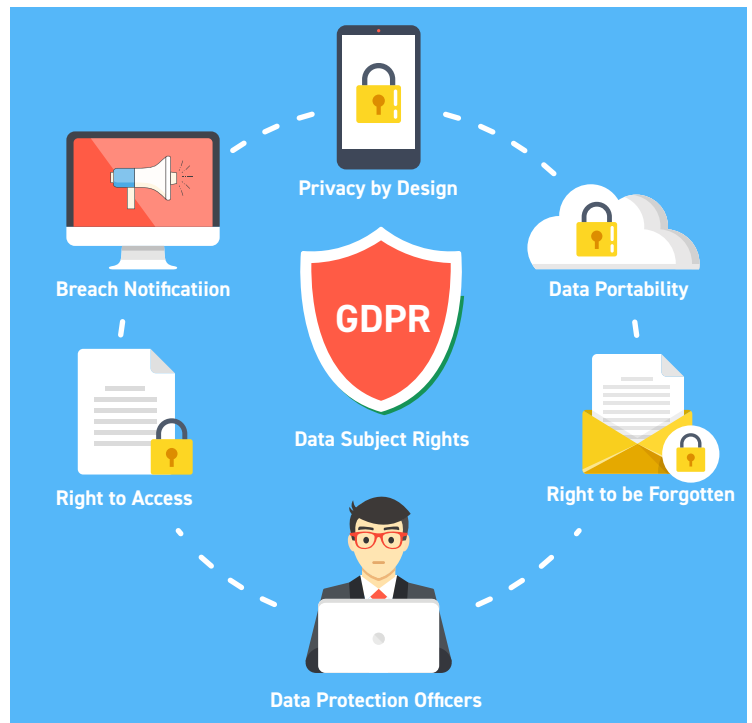 Privacy by Design
Breach Notificatiion
Data Portability
GDPR
Data Subject Rights
Right to Access
Right to be Forgotten
Data Protection Officers